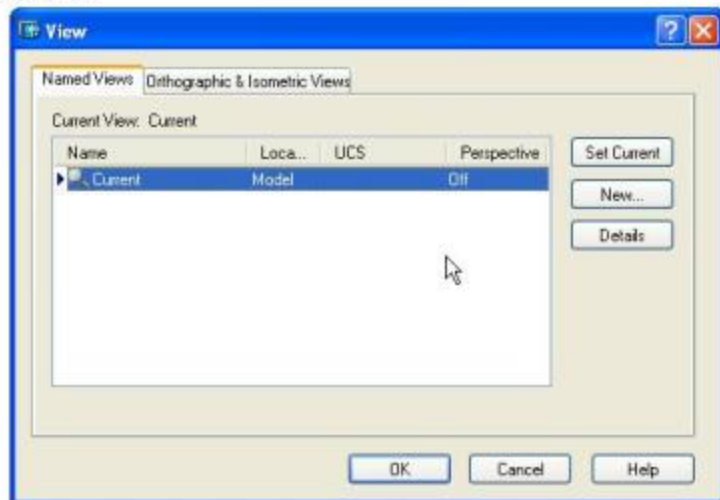 View
Named Views Orthographic & Isometric Views
Current View: Current
Name Loca... UCS Perspective
Current Model Off
Set Current
New...
Details
OK Cancel Help